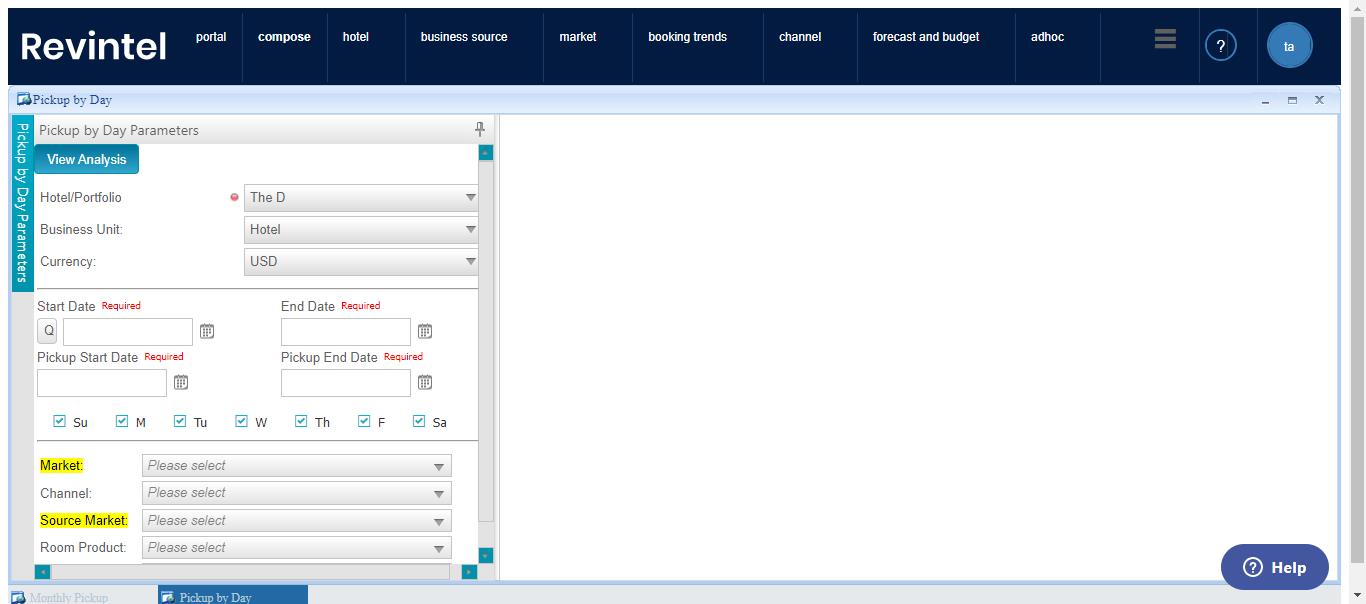 Revintel portal compose hotel business source market booking trends channel forecast and budget adhoc ? ta
Pickup by Day
Pickup by Day Parameters
Pickup by Day Parameters
View Analysis
Hotel/Portfolio The D
Business Unit: Hotel
Currency: USD
Start Date Required End Date Required
Q
Pickup Start Date Required Pickup End Date Required
Su M Tu W Th F Sa
Market: Please select
Channel: Please select
Source Market: Please select
Room Product: Please select
? Help
Monthly Pickup Pickup by Day